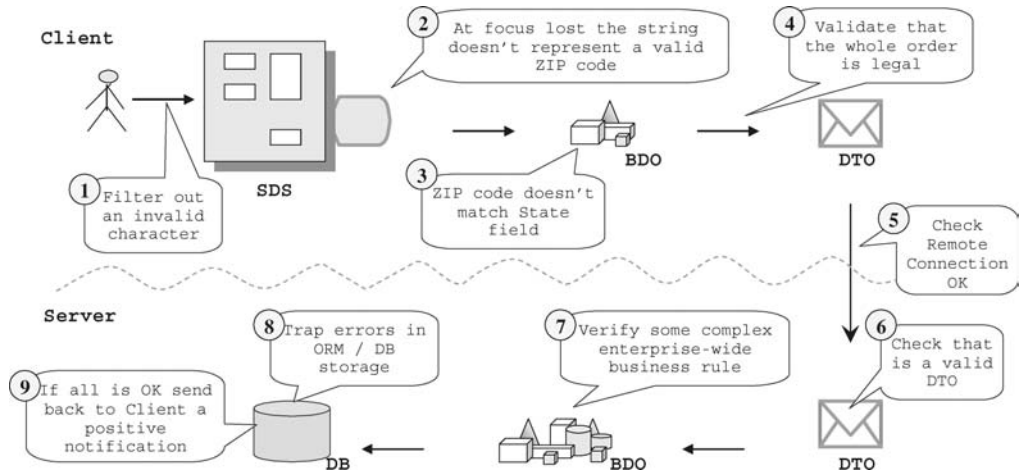 Client
1
Filter out
an invalid
character
SDS
2
At focus lost the string
doesn't represent a valid
ZIP code
3
ZIP code doesn't
match State
field
BDO
4
Validate that
the whole order
is legal
DTO
5
Check
Remote
Connection
OK
Server
6
Check that
is a valid
DTO
DTO
7
Verify some complex
enterprise-wide
business rule
BDO
8
Trap errors in
ORM / DB
storage
DB
9
If all is OK send
back to Client a
positive
notification